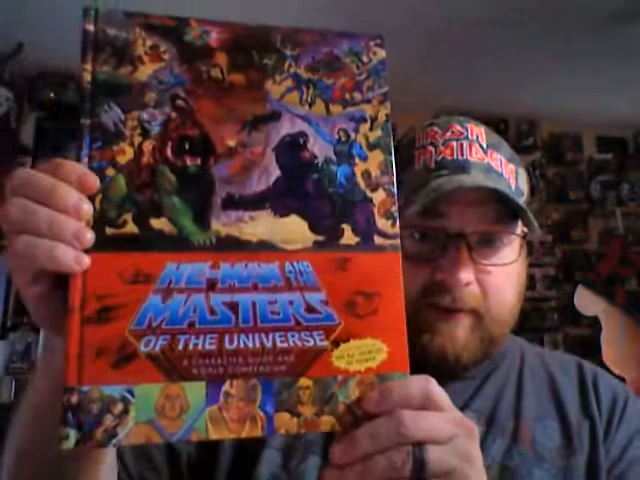 IRON
MAIDEN
HE-MAN AND THE
MASTERS
OF THE UNIVERSE
A CHARACTER GUIDE AND
WORLD COMPENDIUM